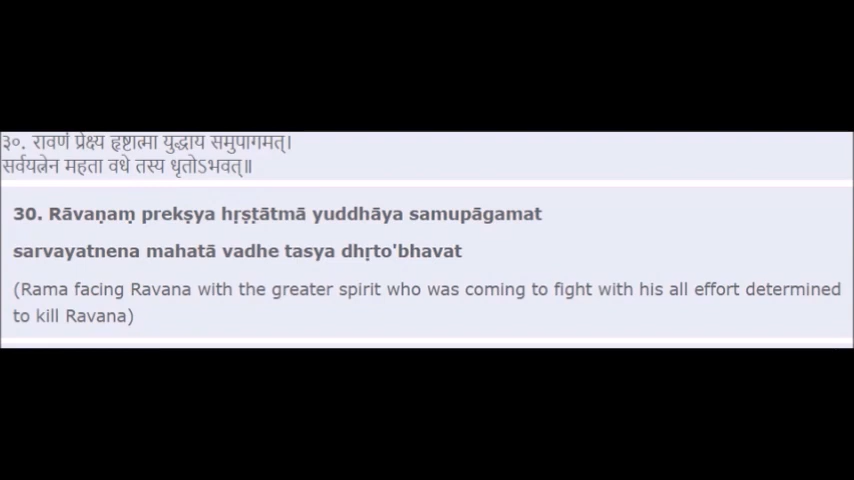 ३०. रावणं प्रेक्ष्य हृष्टात्मा युद्धाय समुपागमत्।
सर्वयत्नेन महता वधे तस्य धृतोऽभवत्॥
30. Rāvaṇaṃ prekṣya hṛṣṭātmā yuddhāya samupāgamat
sarvayatnena mahatā vadhe tasya dhṛto'bhavat
(Rama facing Ravana with the greater spirit who was coming to fight with his all effort determined
to kill Ravana)